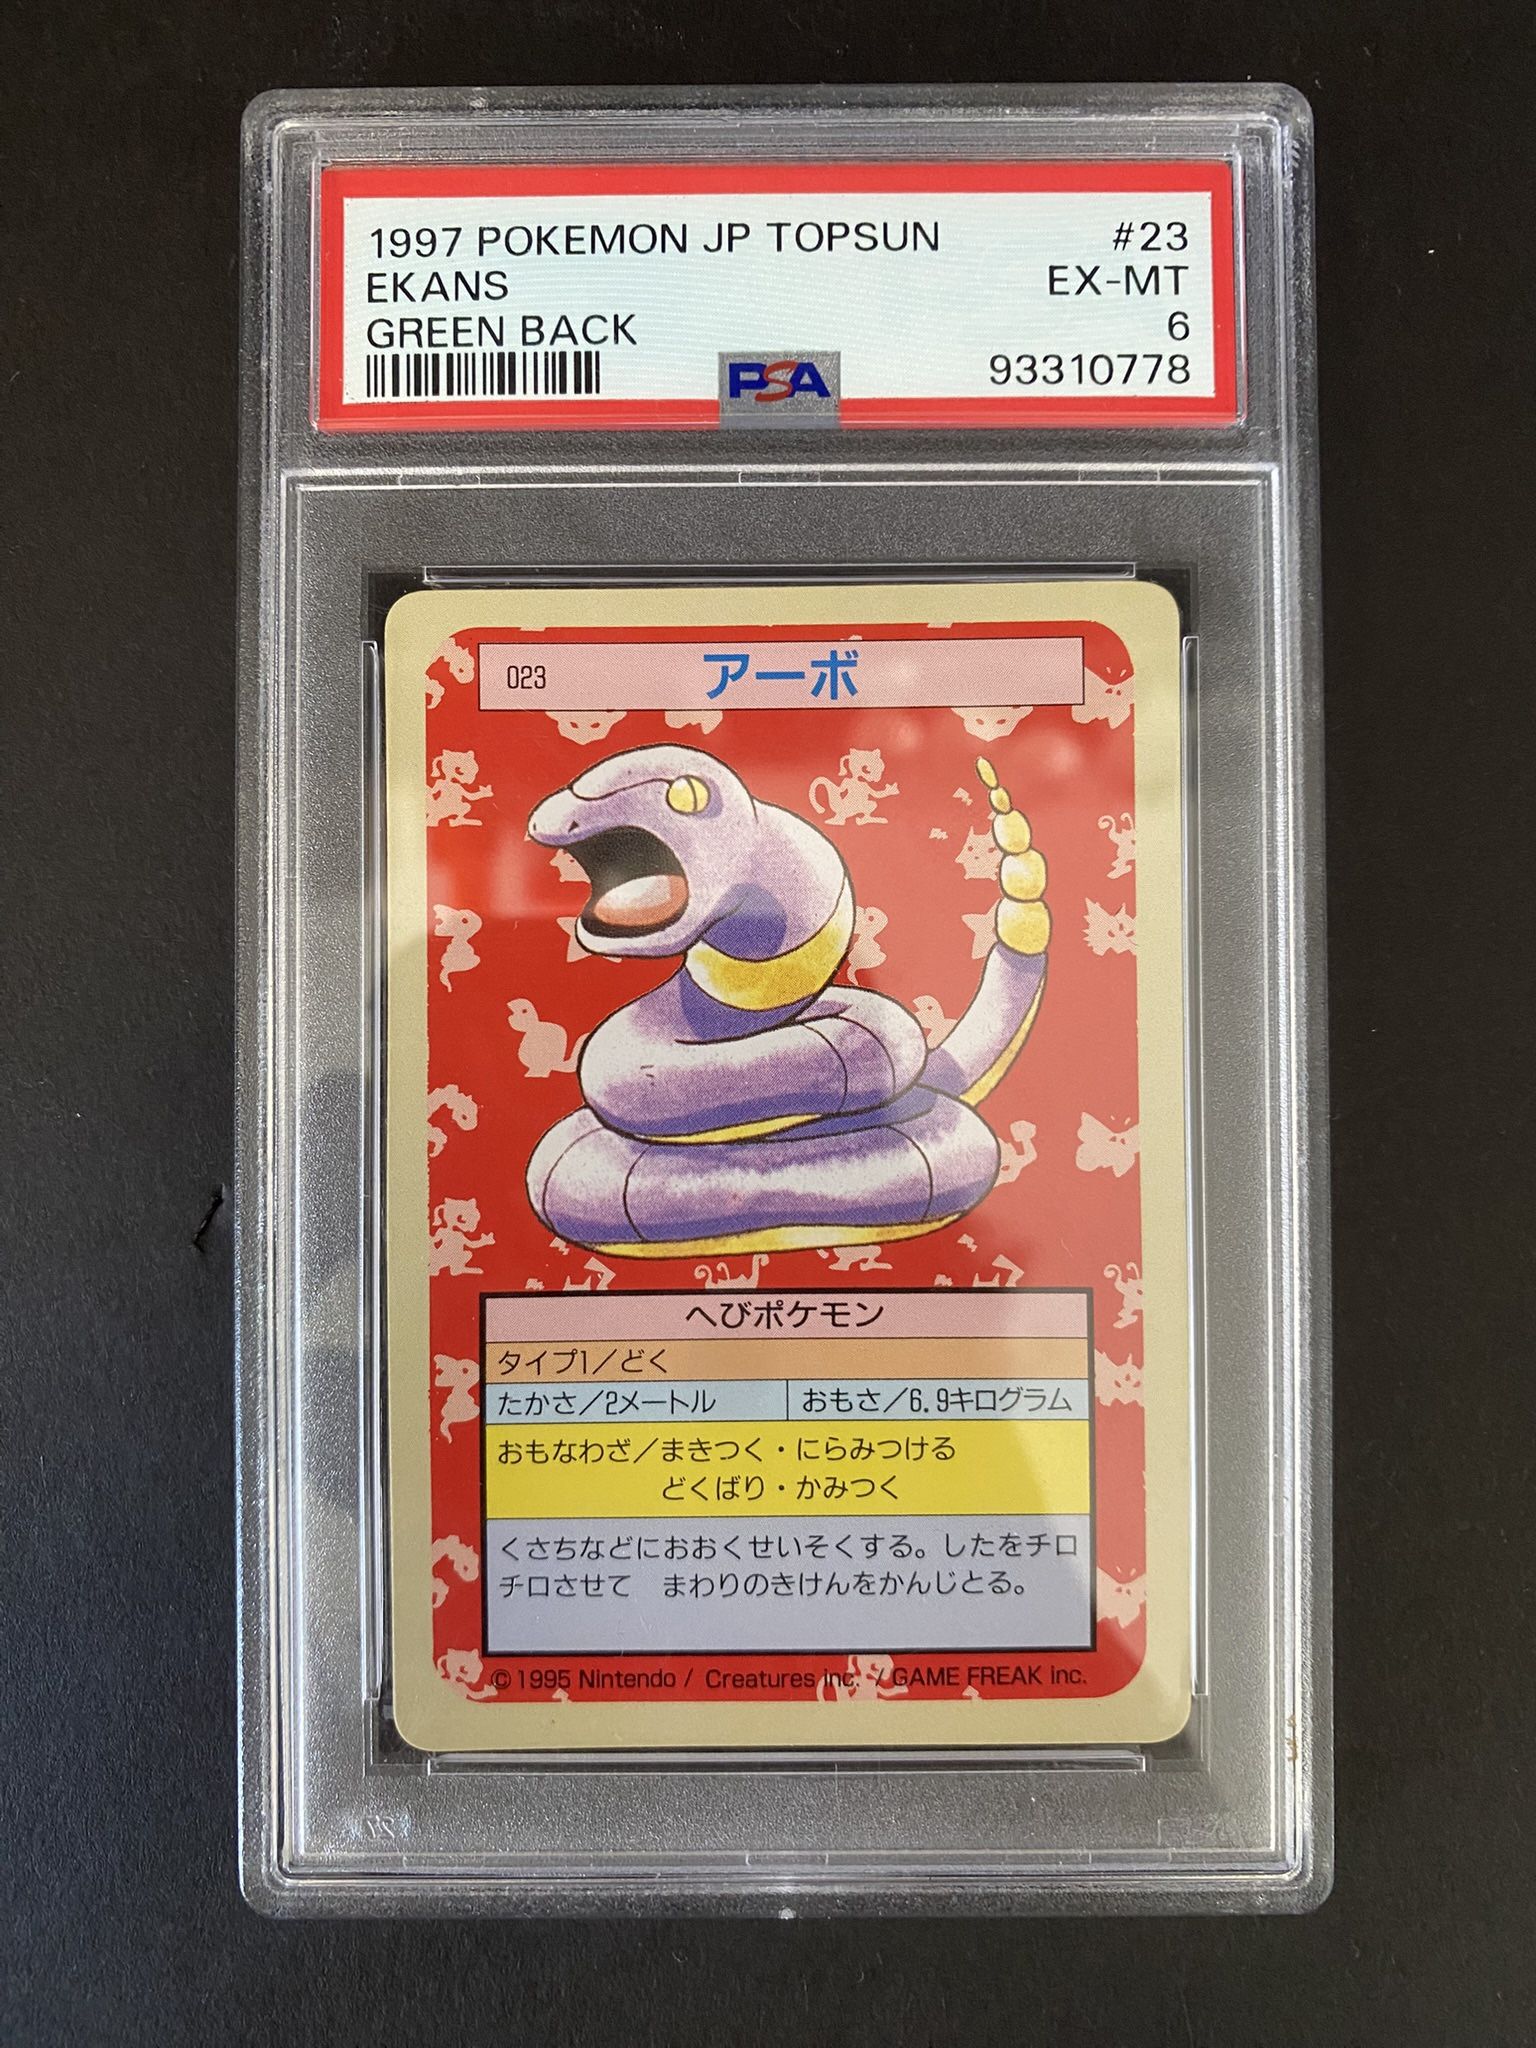 1997 POKEMON JP TOPSUN #23
EKANS EX-MT
GREEN BACK 6
PSA 93310778
023 アーボ
へびポケモン
タイプ1/どく
たかさ/2メートル おもさ/6.9キログラム
おもなわざ/まきつく・にらみつける
どくばり・かみつく
くさちなどにおおくせいそくする。したをチロ
チロさせて まわりのきけんをかんじとる。
©1995 Nintendo / Creatures inc. / GAME FREAK inc.